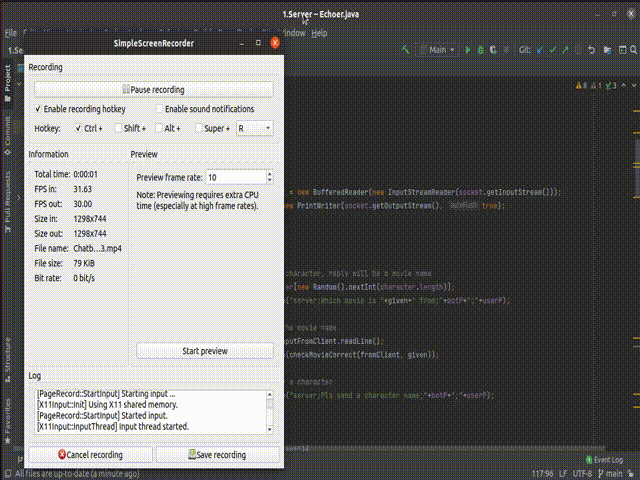 1.Server – Echoer.java
File
Window Help
SimpleScreenRecorder
1.Se
Main
Git:
Recording
Pause recording
Enable recording hotkey
Enable sound notifications
Hotkey: Ctrl + Shift + Alt + Super + R
Information
Preview
Total time: 0:00:01
FPS in: 31.63
FPS out: 30.00
Size in: 1298x744
Size out: 1298x744
File name: Chatb...3.mp4
File size: 79 KiB
Bit rate: 0 bit/s
Preview frame rate: 10
Note: Previewing requires extra CPU
time (especially at high frame rates).
Start preview
Log
[PageRecord::StartInput] Starting input ...
[X11Input::Init] Using X11 shared memory.
[PageRecord::StartInput] Started input.
[X11Input::InputThread] Input thread started.
Cancel recording
Save recording
Project
Commit
Pull Requests
Structure
Favorites
8 1 3
= new BufferedReader(new InputStreamReader(socket.getInputStream()));
new PrintWriter(socket.getOutputStream(), autoFlush: true);
character, reply will be a movie name
[new Random().nextInt(character.length)];
("server;Which movie is "+given+" from;"+botP+";"+userP);
the movie name
putFromClient.readLine();
(checkMovieCorrect(fromClient, given));
a character
("server;Pls send a character name;"+botP+";"+userP);
Event Log
All files are up-to-date (a minute ago)
117:96 LF UTF-8 main